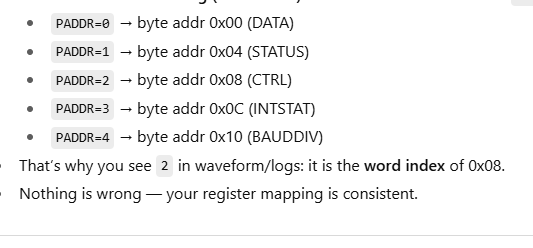 PADDR=0 → byte addr 0x00 (DATA)
PADDR=1 → byte addr 0x04 (STATUS)
PADDR=2 → byte addr 0x08 (CTRL)
PADDR=3 → byte addr 0x0C (INTSTAT)
PADDR=4 → byte addr 0x10 (BAUDDIV)
That's why you see 2 in waveform/logs: it is the word index of 0x08.
Nothing is wrong — your register mapping is consistent.